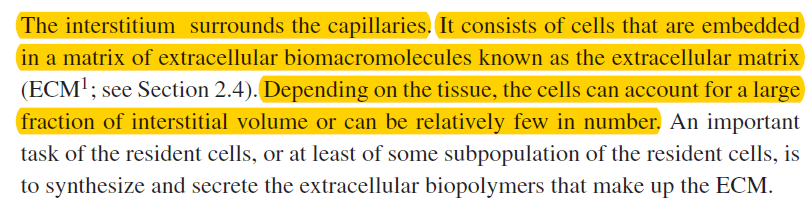 The interstitium surrounds the capillaries. It consists of cells that are embedded
in a matrix of extracellular biomacromolecules known as the extracellular matrix
(ECM¹; see Section 2.4). Depending on the tissue, the cells can account for a large
fraction of interstitial volume or can be relatively few in number. An important
task of the resident cells, or at least of some subpopulation of the resident cells, is
to synthesize and secrete the extracellular biopolymers that make up the ECM.